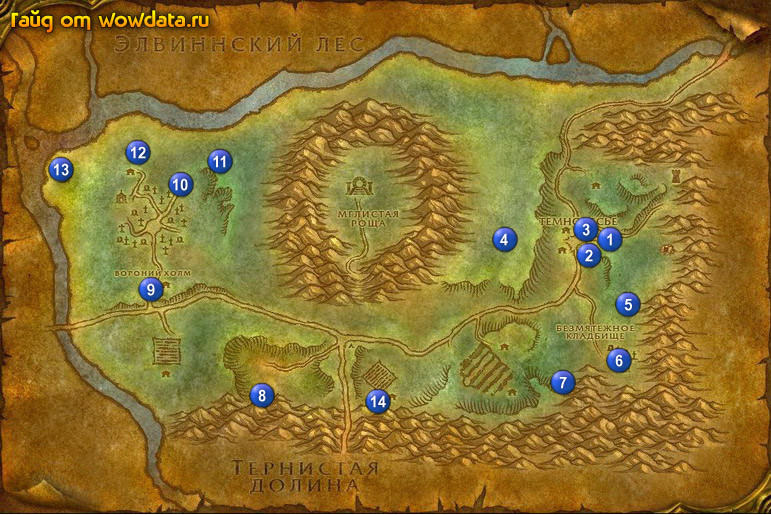 гайд от wowdata.ru
ЭЛВИННСКИЙ ЛЕС
12
11
13
10
МГЛИСТАЯ
РОЩА
ТЕМНОЛЕСЬЕ
3
1
4
2
ВОРОНИЙ ХОЛМ
9
5
БЕЗМЯТЕЖНОЕ
КЛАДБИЩЕ
6
7
8
14
ТЕРНИСТАЯ
ДОЛИНА